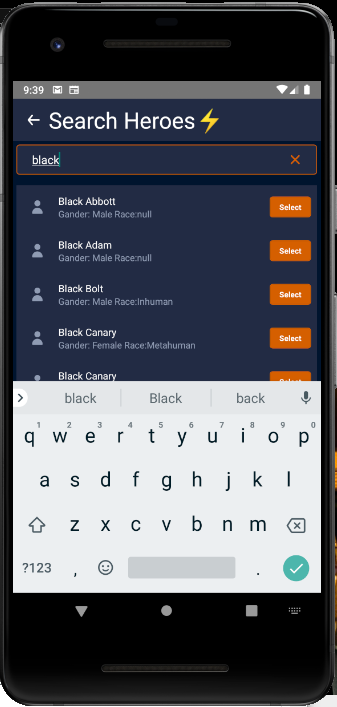 9:39
Search Heroes⚡
black
Black Abbott
Gander: Male Race:null
Select
Black Adam
Gander: Male Race:null
Select
Black Bolt
Gander: Male Race:Inhuman
Select
Black Canary
Gander: Female Race:Metahuman
Select
Black Canary
Select
black Black back
q1 w2 e3 r4 t5 y6 u7 i8 o9 p0
a s d f g h j k l
z x c v b n m
?123 , .